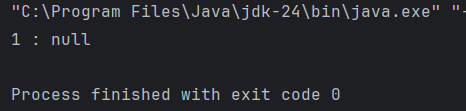 "C:\Program Files\Java\jdk-24\bin\java.exe" "-
1 : null
Process finished with exit code 0